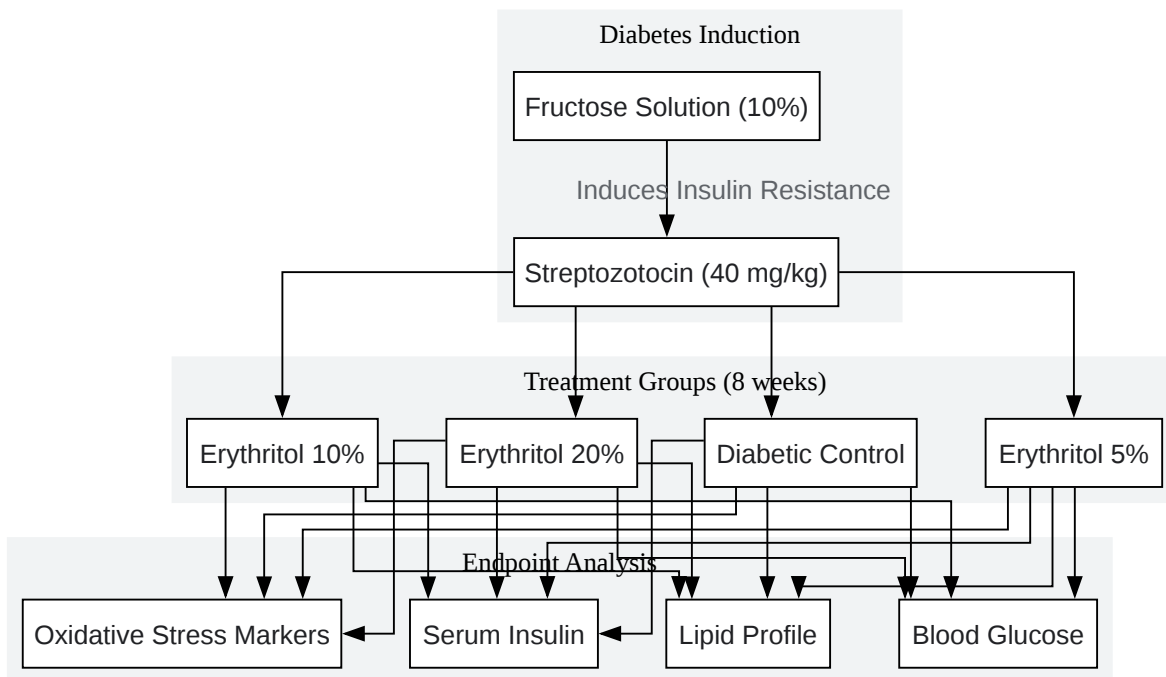 Diabetes Induction
Fructose Solution (10%)
Induces Insulin Resistance
Streptozotocin (40 mg/kg)
Treatment Groups (8 weeks)
Erythritol 10%
Erythritol 20%
Diabetic Control
Erythritol 5%
Endpoint Analysis
Oxidative Stress Markers
Serum Insulin
Lipid Profile
Blood Glucose